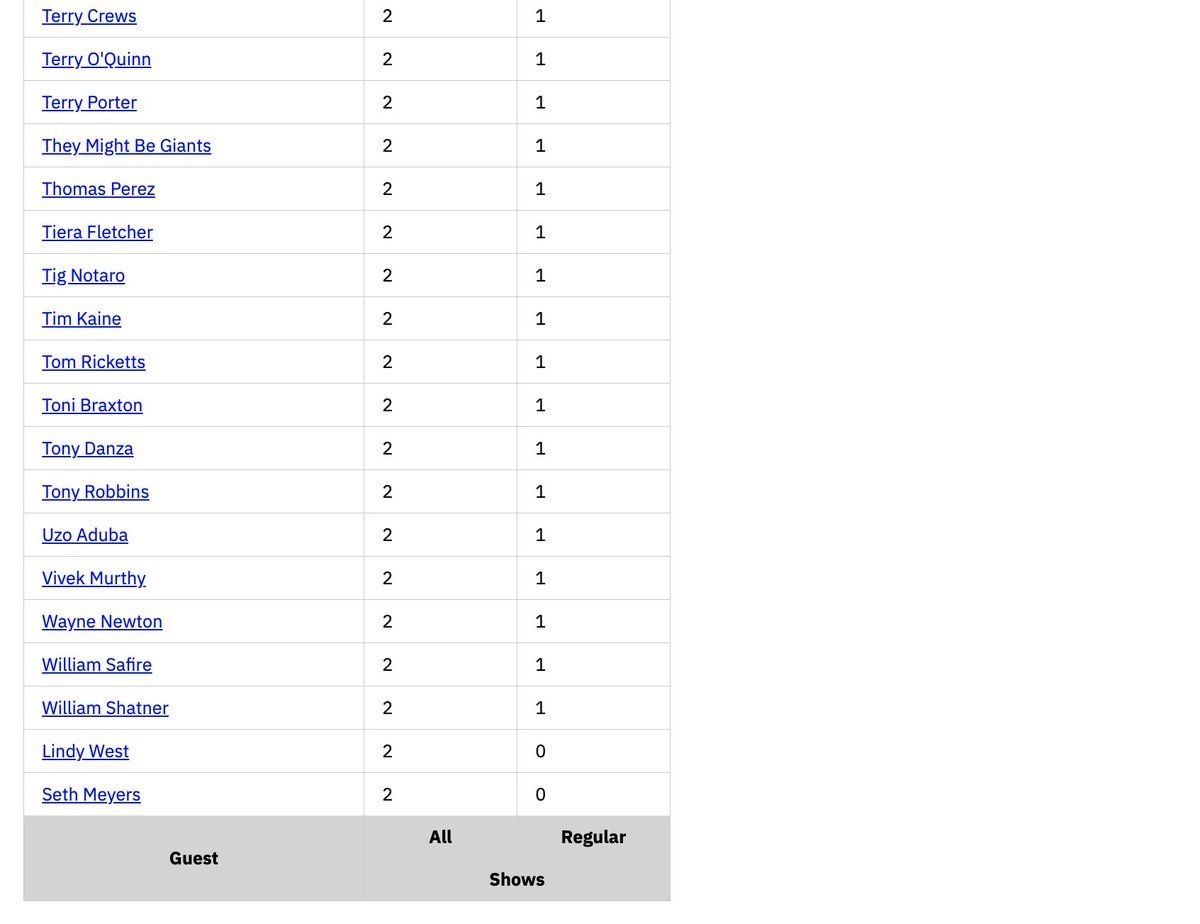 Terry Crews 2 1
Terry O'Quinn 2 1
Terry Porter 2 1
They Might Be Giants 2 1
Thomas Perez 2 1
Tiera Fletcher 2 1
Tig Notaro 2 1
Tim Kaine 2 1
Tom Ricketts 2 1
Toni Braxton 2 1
Tony Danza 2 1
Tony Robbins 2 1
Uzo Aduba 2 1
Vivek Murthy 2 1
Wayne Newton 2 1
William Safire 2 1
William Shatner 2 1
Lindy West 2 0
Seth Meyers 2 0
All Regular
Guest
Shows